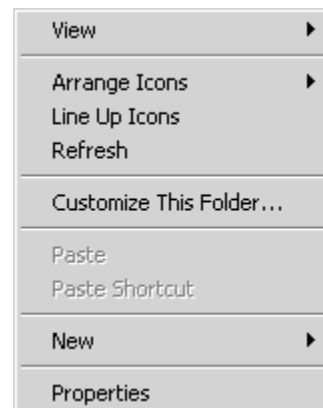 View
Arrange Icons
Line Up Icons
Refresh
Customize This Folder...
Paste
Paste Shortcut
New
Properties